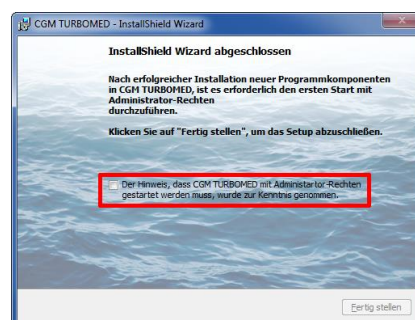 CGM TURBOMED - InstallShield Wizard
InstallShield Wizard abgeschlossen
Nach erfolgreicher Installation neuer Programmkomponenten
in CGM TURBOMED, ist es erforderlich den ersten Start mit
Administrator-Rechten
durchzuführen.
Klicken Sie auf "Fertig stellen", um das Setup abzuschließen.
Der Hinweis, dass CGM TURBOMED mit Administartor-Rechten
gestartet werden muss, wurde zur Kenntnis genommen.
Fertig stellen